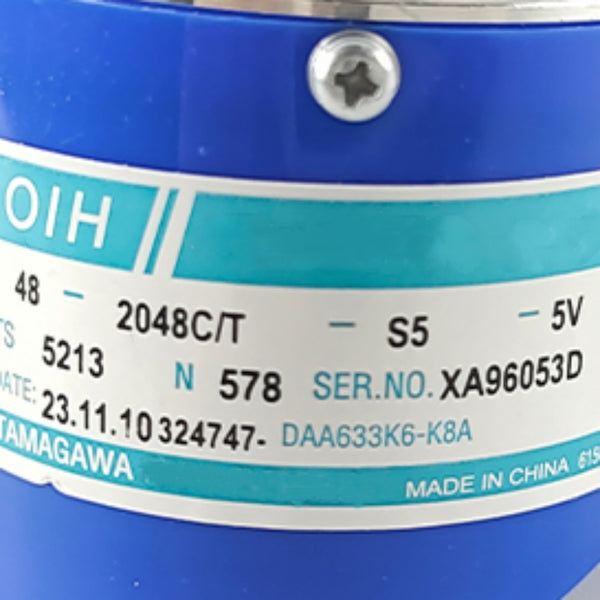 OIH
48 - 2048C/T - S5 - 5V
TS 5213 N 578 SER.NO. XA96053D
DATE: 23.11.10 324747- DAA633K6-K8A
TAMAGAWA MADE IN CHINA 615